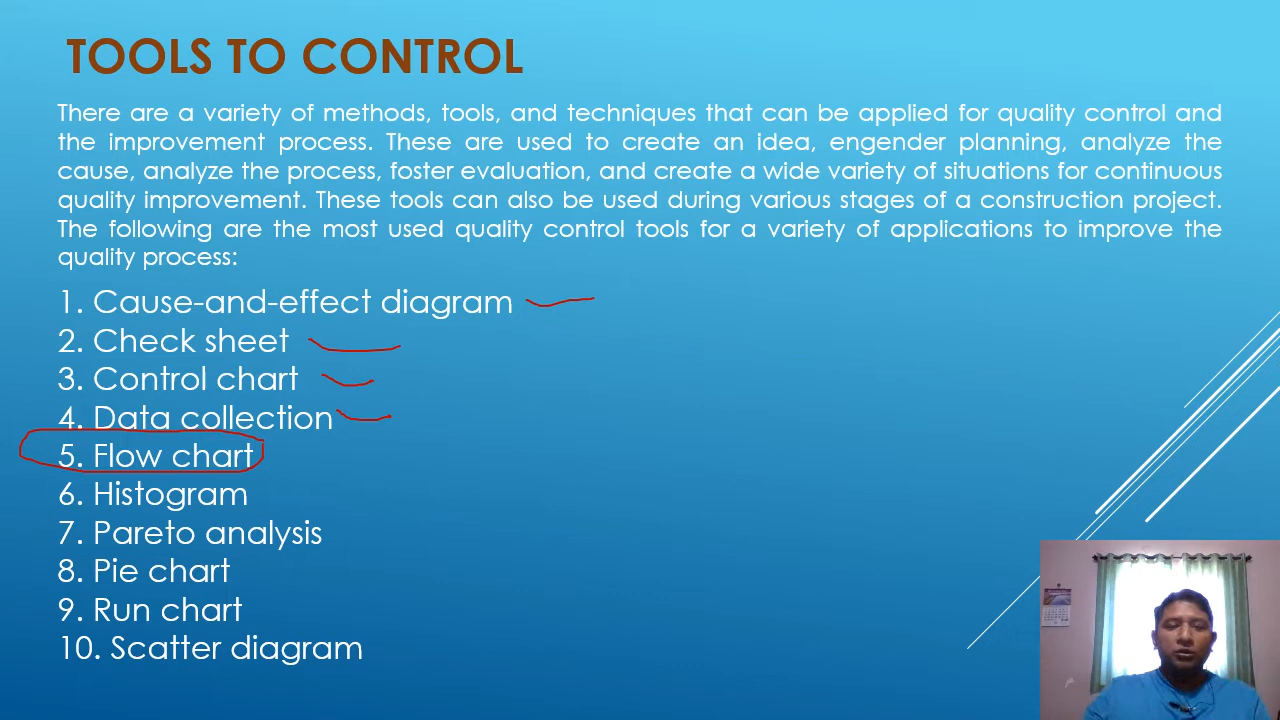 TOOLS TO CONTROL
There are a variety of methods, tools, and techniques that can be applied for quality control and
the improvement process. These are used to create an idea, engender planning, analyze the
cause, analyze the process, foster evaluation, and create a wide variety of situations for continuous
quality improvement. These tools can also be used during various stages of a construction project.
The following are the most used quality control tools for a variety of applications to improve the
quality process:
1. Cause-and-effect diagram
2. Check sheet
3. Control chart
4. Data collection
5. Flow chart
6. Histogram
7. Pareto analysis
8. Pie chart
9. Run chart
10. Scatter diagram